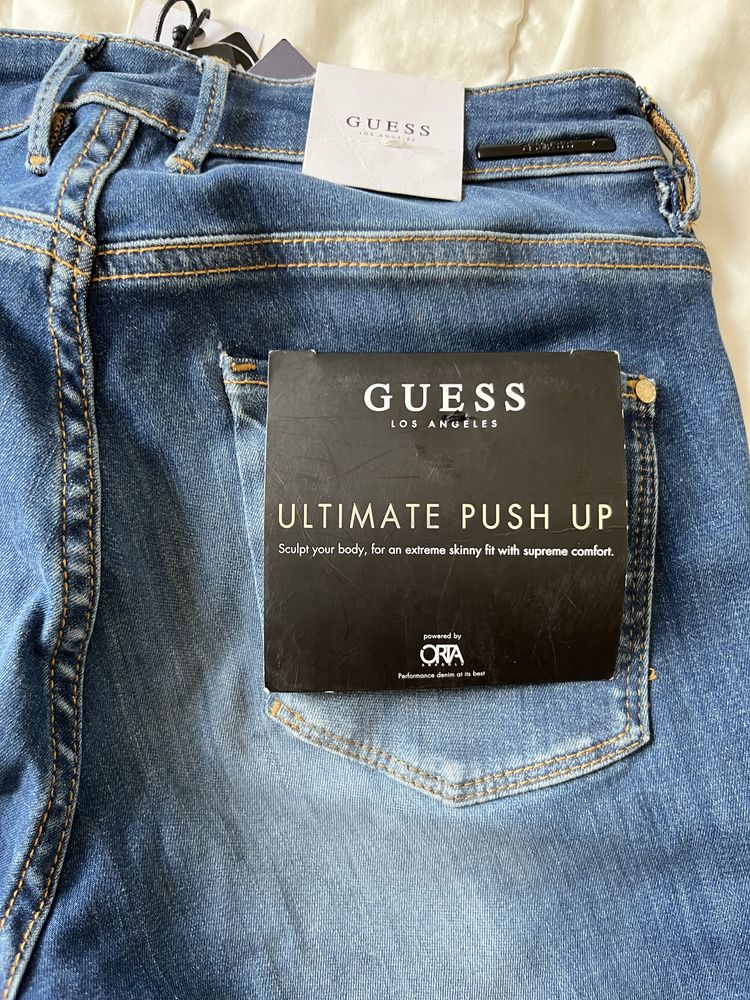 GUESS
LOS ANGELES
GUESS
LOS ANGELES
ULTIMATE PUSH UP
Sculpt your body, for an extreme skinny fit with supreme comfort.
powered by
ORTA
ANADOLU
Performance denim at its best